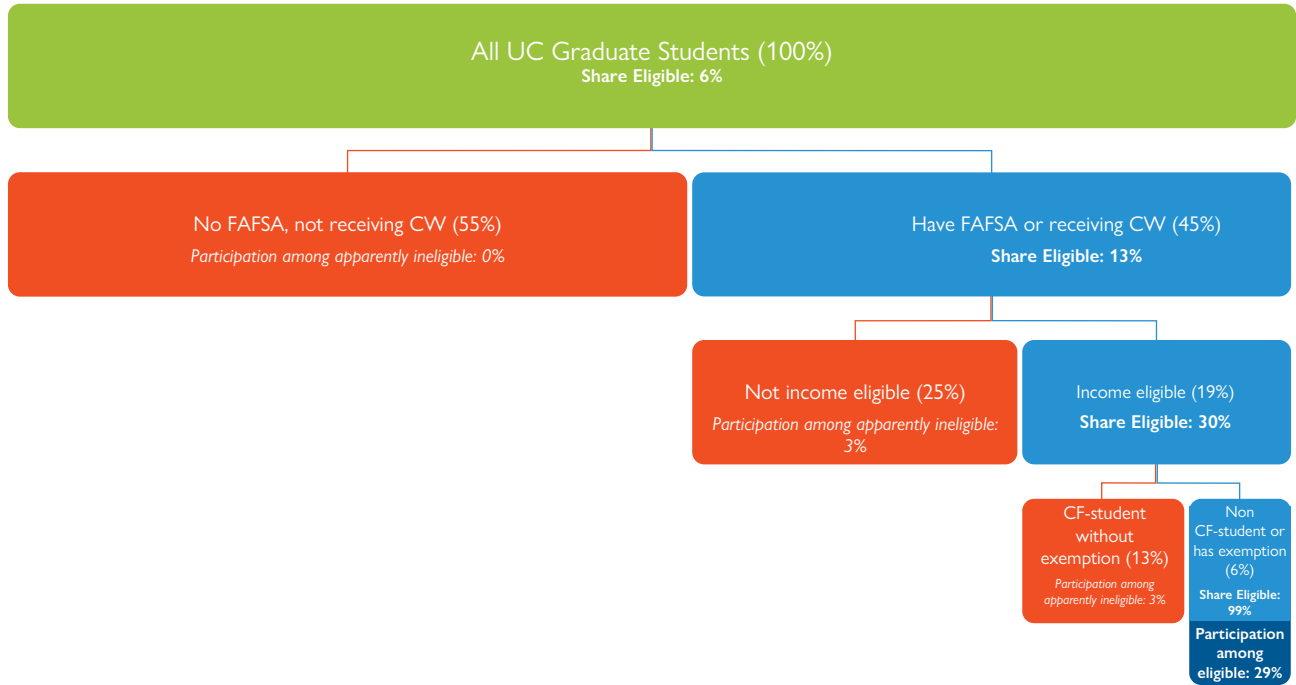 All UC Graduate Students (100%)
Share Eligible: 6%
No FAFSA, not receiving CW (55%)
Participation among apparently ineligible: 0%
Have FAFSA or receiving CW (45%)
Share Eligible: 13%
Not income eligible (25%)
Participation among apparently ineligible:
3%
Income eligible (19%)
Share Eligible: 30%
CF-student
without
exemption (13%)
Participation among
apparently ineligible: 3%
Non
CF-student or
has exemption
(6%)
Share Eligible:
99%
Participation
among
eligible: 29%